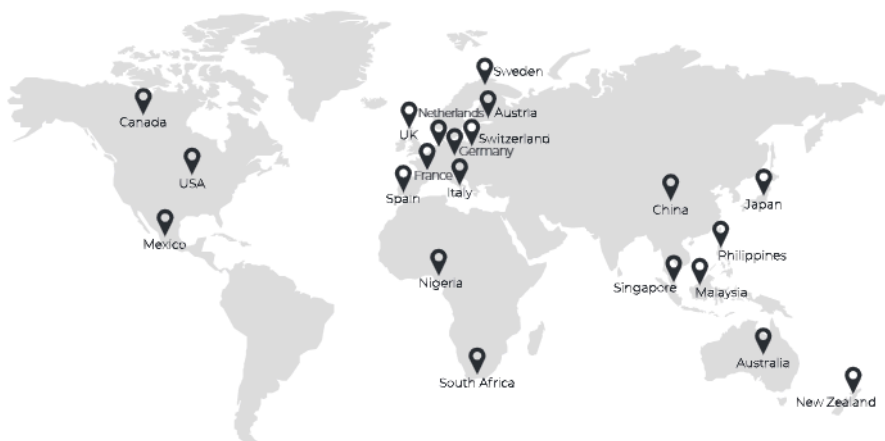 Sweden
Canada
Netherlands
Austria
UK
Switzerland
Germany
USA
France
Italy
Spain
China
Japan
Mexico
Philippines
Nigeria
Singapore
Malaysia
Australia
South Africa
New Zealand